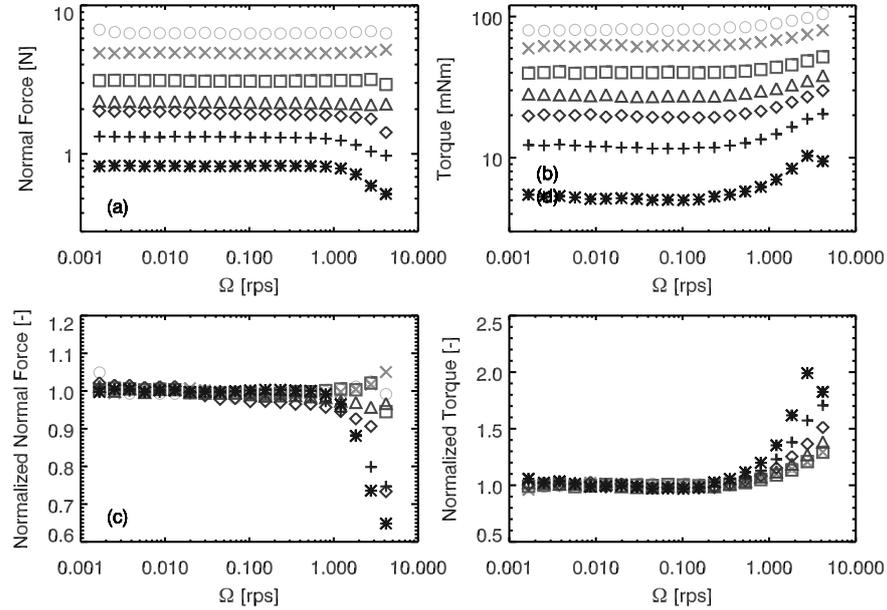 10
1
Normal Force [N]
(a)
0.001 0.010 0.100 1.000 10.000
Ω [rps]
100
10
Torque [mNm]
(b)
(d)
0.001 0.010 0.100 1.000 10.000
Ω [rps]
1.2
1.1
1.0
0.9
0.8
0.7
0.6
Normalized Normal Force [-]
(c)
0.001 0.010 0.100 1.000 10.000
Ω [rps]
2.5
2.0
1.5
1.0
0.5
Normalized Torque [-]
0.001 0.010 0.100 1.000 10.000
Ω [rps]